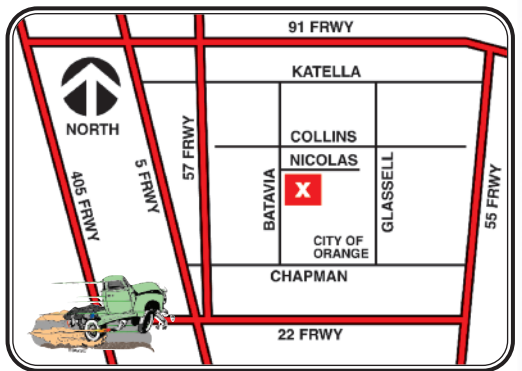 91 FRWY
KATELLA
NORTH
COLLINS
NICOLAS
X
405 FRWY
5 FRWY
57 FRWY
BATAVIA
GLASSELL
55 FRWY
CITY OF
ORANGE
CHAPMAN
22 FRWY